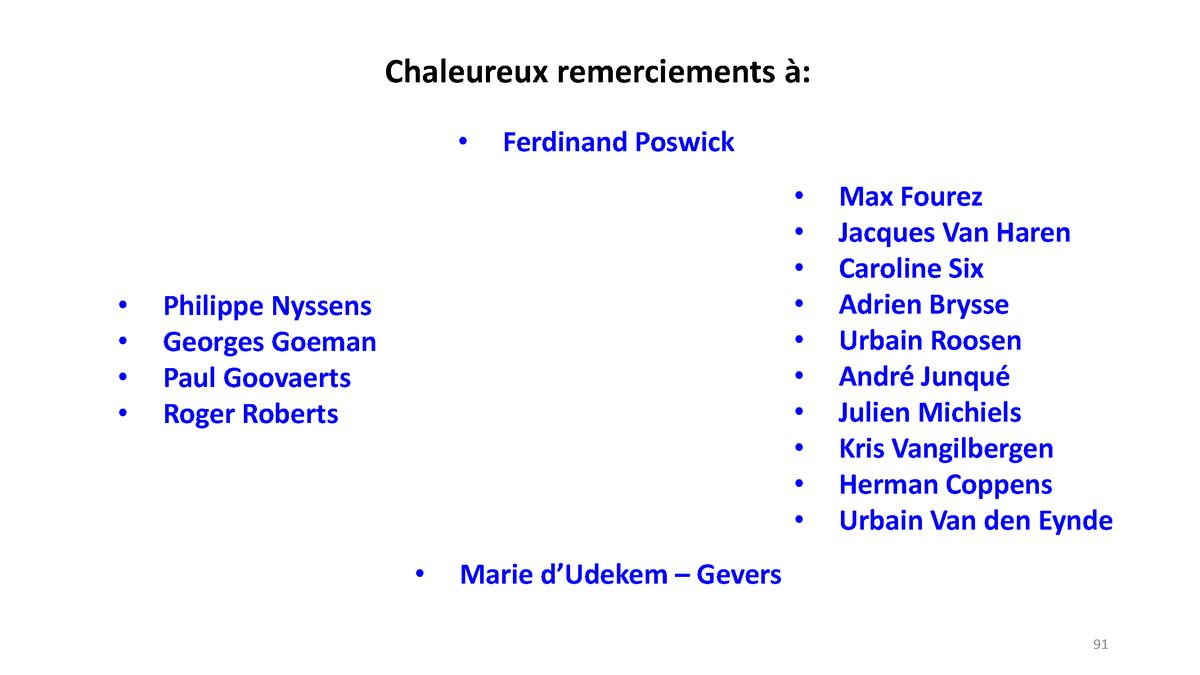 Chaleureux remerciements à:
• Ferdinand Poswick
• Philippe Nyssens
• Georges Goeman
• Paul Goovaerts
• Roger Roberts
• Max Fourez
• Jacques Van Haren
• Caroline Six
• Adrien Brysse
• Urbain Roosen
• André Junqué
• Julien Michiels
• Kris Vangilbergen
• Herman Coppens
• Urbain Van den Eynde
• Marie d’Udekem – Gevers
91